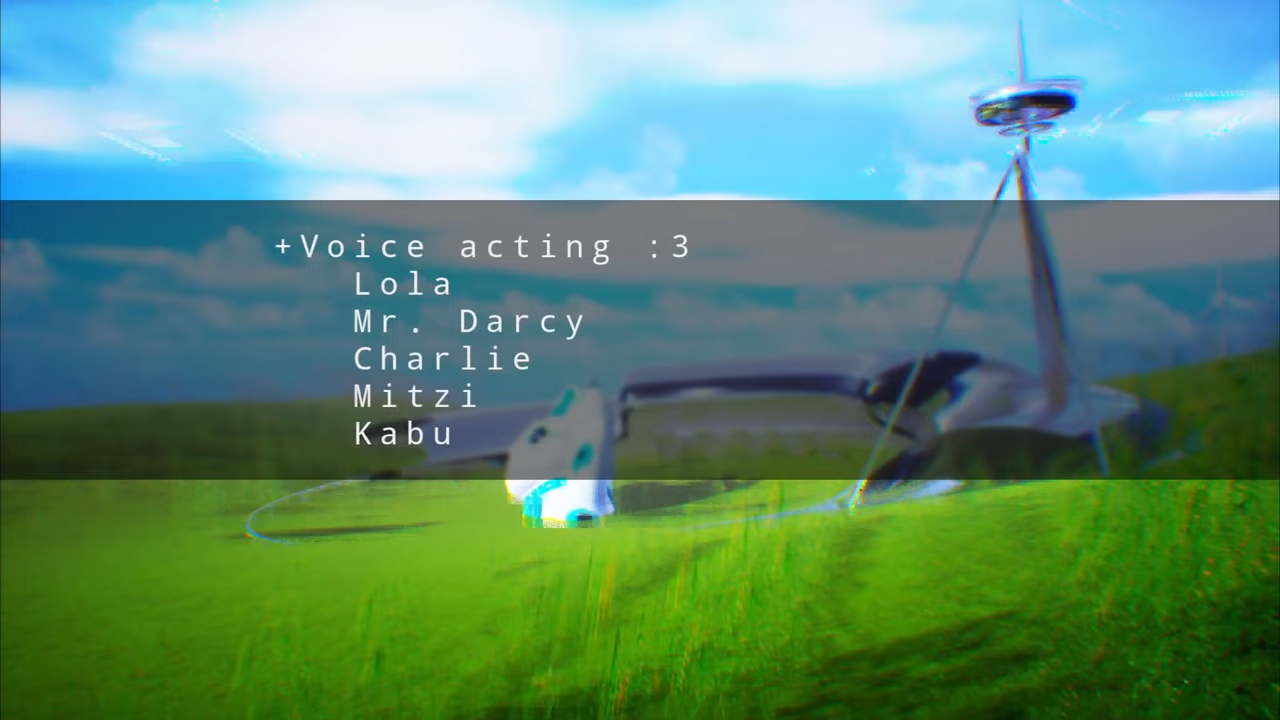 +Voice acting :3
Lola
Mr. Darcy
Charlie
Mitzi
Kabu